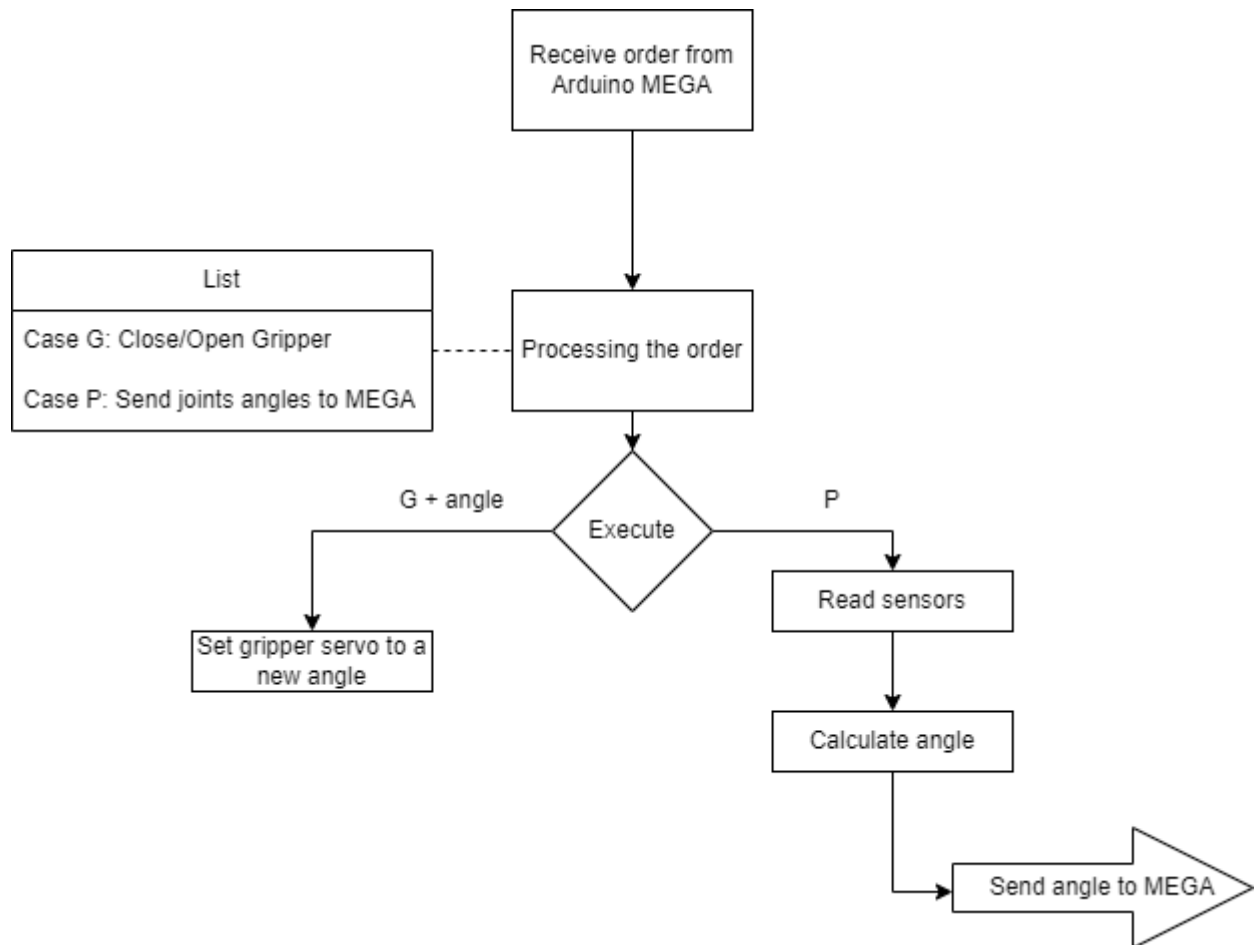 Receive order from
Arduino MEGA
List
Case G: Close/Open Gripper
Case P: Send joints angles to MEGA
Processing the order
G + angle
Execute
P
Set gripper servo to a
new angle
Read sensors
Calculate angle
Send angle to MEGA